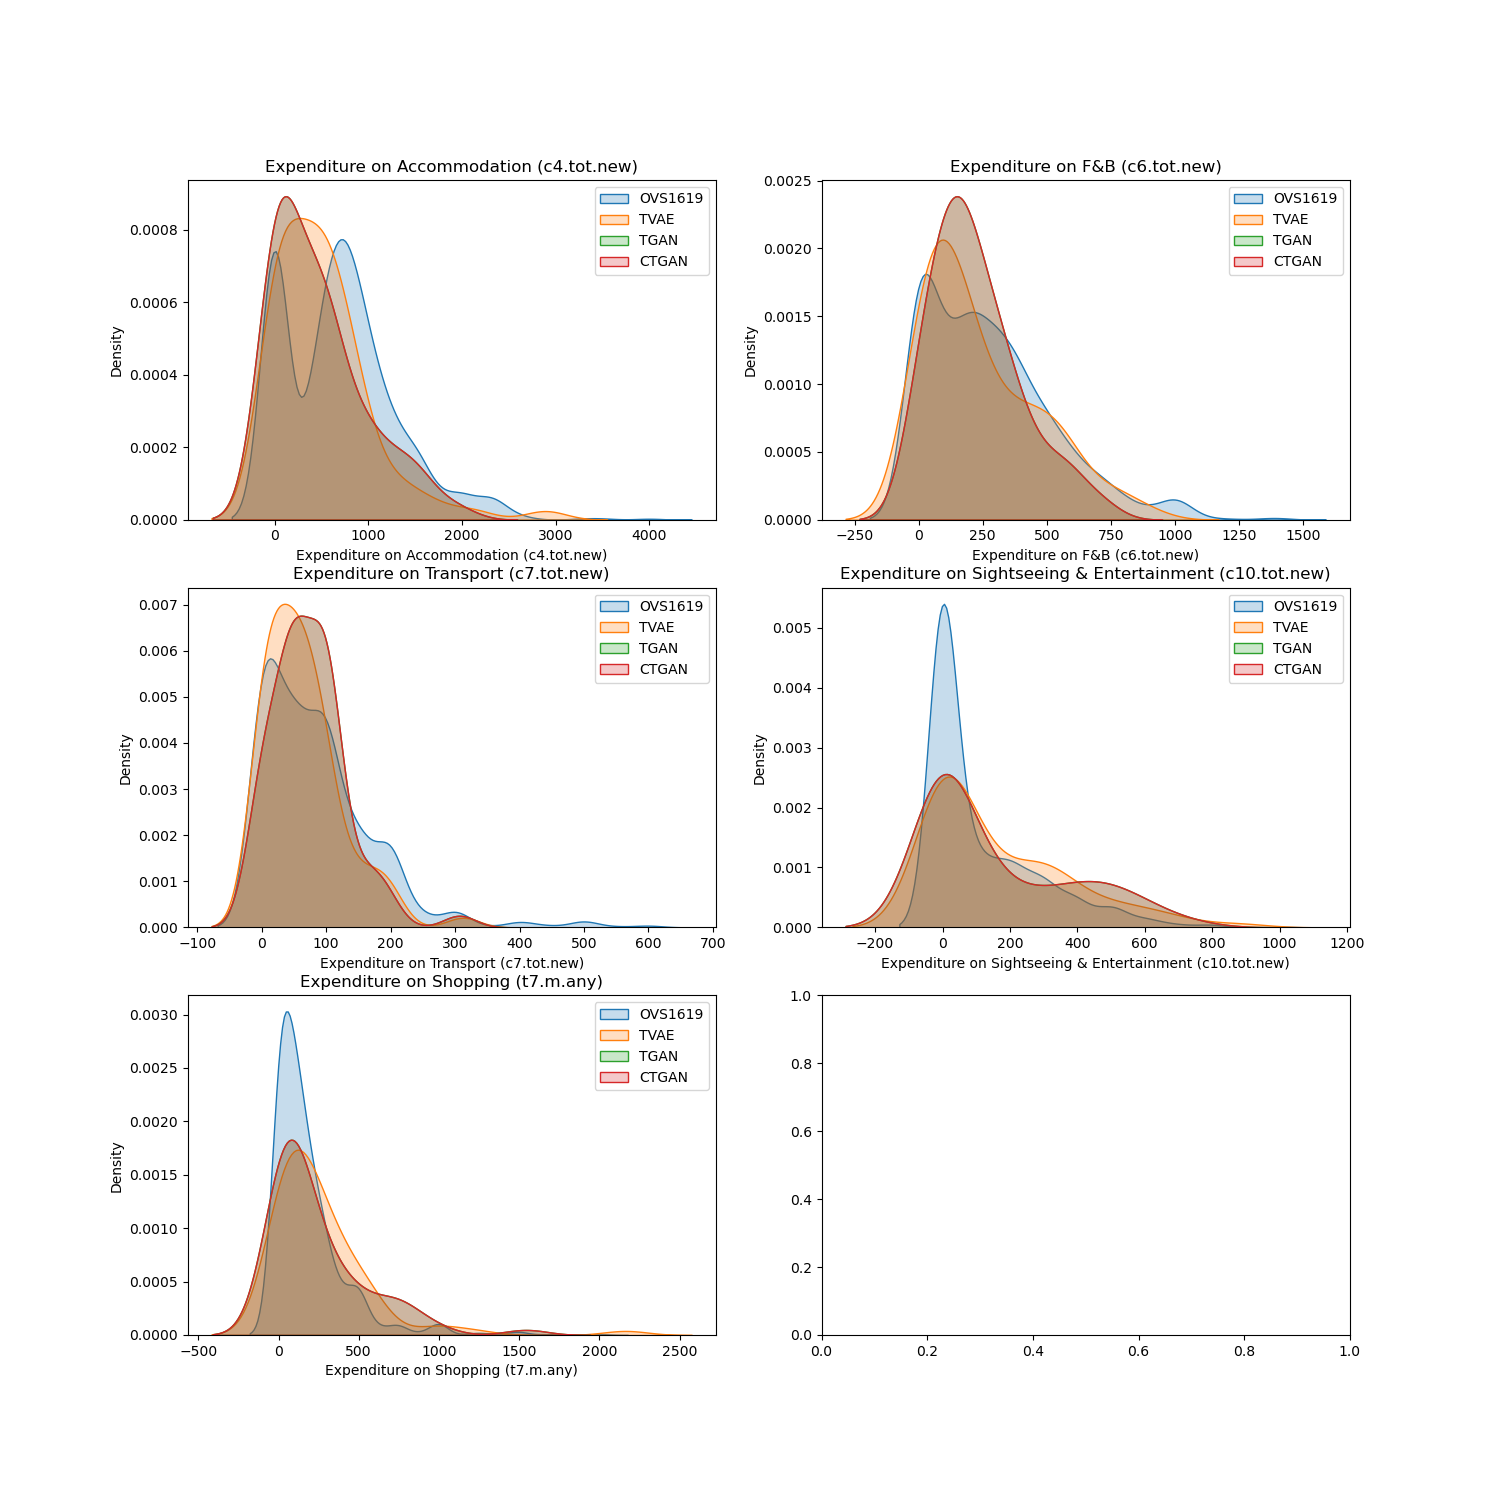 Expenditure on Accommodation (c4.tot.new)
Density
0.0008
0.0006
0.0004
0.0002
0.0000
0 1000 2000 3000 4000
Expenditure on Accommodation (c4.tot.new)
OVS1619
TVAE
TGAN
CTGAN
Expenditure on F&B (c6.tot.new)
Density
0.0025
0.0020
0.0015
0.0010
0.0005
0.0000
−250 0 250 500 750 1000 1250 1500
Expenditure on F&B (c6.tot.new)
OVS1619
TVAE
TGAN
CTGAN
Expenditure on Transport (c7.tot.new)
Density
0.007
0.006
0.005
0.004
0.003
0.002
0.001
0.000
−100 0 100 200 300 400 500 600 700
Expenditure on Transport (c7.tot.new)
OVS1619
TVAE
TGAN
CTGAN
Expenditure on Sightseeing & Entertainment (c10.tot.new)
Density
0.005
0.004
0.003
0.002
0.001
0.000
−200 0 200 400 600 800 1000 1200
Expenditure on Sightseeing & Entertainment (c10.tot.new)
OVS1619
TVAE
TGAN
CTGAN
Expenditure on Shopping (t7.m.any)
Density
0.0030
0.0025
0.0020
0.0015
0.0010
0.0005
0.0000
−500 0 500 1000 1500 2000 2500
Expenditure on Shopping (t7.m.any)
OVS1619
TVAE
TGAN
CTGAN
1.0
0.8
0.6
0.4
0.2
0.0
0.0 0.2 0.4 0.6 0.8 1.0